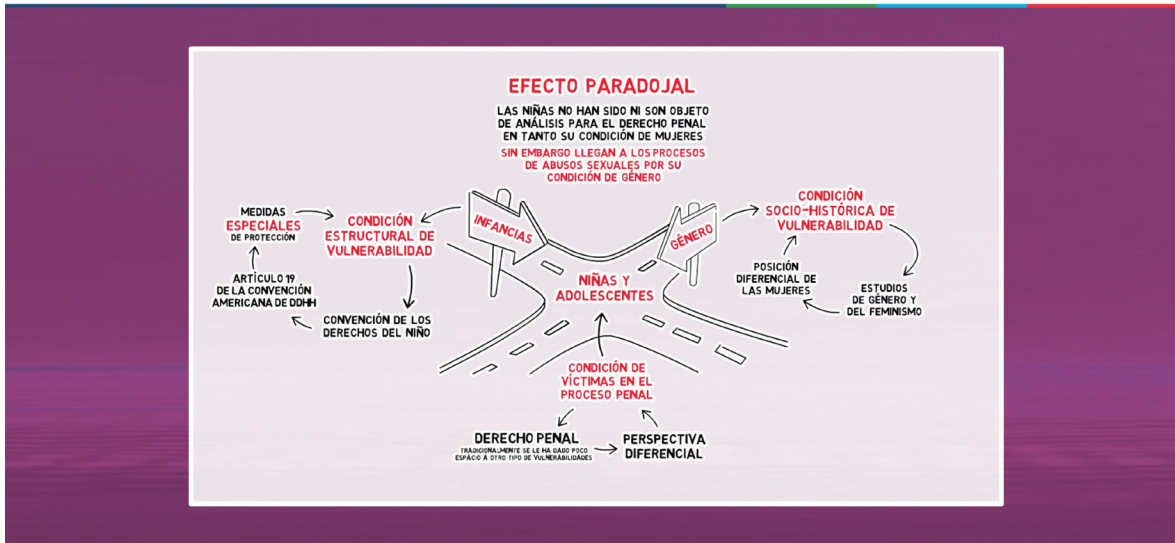 EFECTO PARADOJAL
LAS NIÑAS NO HAN SIDO NI SON OBJETO
DE ANÁLISIS PARA EL DERECHO PENAL
EN TANTO SU CONDICIÓN DE MUJERES
SIN EMBARGO LLEGAN A LOS PROCESOS
DE ABUSOS SEXUALES POR SU
CONDICIÓN DE GÉNERO
INFANCIAS
CONDICIÓN
ESTRUCTURAL DE
VULNERABILIDAD
MEDIDAS
ESPECIALES
DE PROTECCIÓN
ARTÍCULO 19
DE LA CONVENCIÓN
AMERICANA DE DDHH
CONVENCIÓN DE LOS
DERECHOS DEL NIÑO
GÉNERO
CONDICIÓN
SOCIO-HISTÓRICA DE
VULNERABILIDAD
POSICIÓN
DIFERENCIAL DE
LAS MUJERES
ESTUDIOS
DE GÉNERO Y
DEL FEMINISMO
NIÑAS Y
ADOLESCENTES
CONDICIÓN DE
VÍCTIMAS EN EL
PROCESO PENAL
DERECHO PENAL
TRADICIONALMENTE SE LE HA DADO POCO
ESPACIO A OTRO TIPO DE VULNERABILIDADES
PERSPECTIVA
DIFERENCIAL